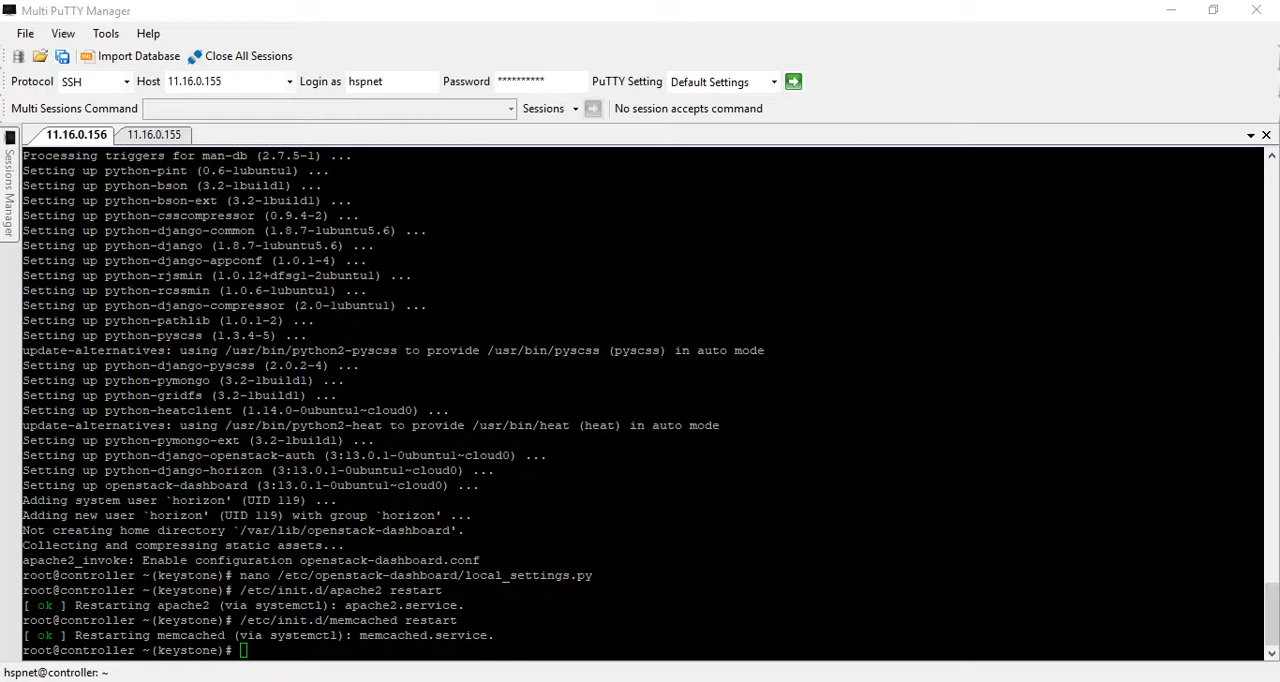 Multi PuTTY Manager
File View Tools Help
Import Database Close All Sessions
Protocol SSH Host 11.16.0.155 Login as hspnet Password ********** PuTTY Setting Default Settings
Multi Sessions Command Sessions No session accepts command
11.16.0.156 11.16.0.155
Sessions Manager
Processing triggers for man-db (2.7.5-1) ...
Setting up python-pint (0.6-1ubuntu1) ...
Setting up python-bson (3.2-1build1) ...
Setting up python-bson-ext (3.2-1build1) ...
Setting up python-csscompressor (0.9.4-2) ...
Setting up python-django-common (1.8.7-1ubuntu5.6) ...
Setting up python-django (1.8.7-1ubuntu5.6) ...
Setting up python-django-appconf (1.0.1-4) ...
Setting up python-rjsmin (1.0.12+dfsg1-2ubuntu1) ...
Setting up python-rcssmin (1.0.6-1ubuntu1) ...
Setting up python-django-compressor (2.0-1ubuntu1) ...
Setting up python-pathlib (1.0.1-2) ...
Setting up python-pyscss (1.3.4-5) ...
update-alternatives: using /usr/bin/python2-pyscss to provide /usr/bin/pyscss (pyscss) in auto mode
Setting up python-django-pyscss (2.0.2-4) ...
Setting up python-pymongo (3.2-1build1) ...
Setting up python-gridfs (3.2-1build1) ...
Setting up python-heatclient (1.14.0-0ubuntu1~cloud0) ...
update-alternatives: using /usr/bin/python2-heat to provide /usr/bin/heat (heat) in auto mode
Setting up python-pymongo-ext (3.2-1build1) ...
Setting up python-django-openstack-auth (3:13.0.1-0ubuntu1~cloud0) ...
Setting up python-django-horizon (3:13.0.1-0ubuntu1~cloud0) ...
Setting up openstack-dashboard (3:13.0.1-0ubuntu1~cloud0) ...
Adding system user `horizon' (UID 119) ...
Adding new user `horizon' (UID 119) with group `horizon' ...
Not creating home directory `/var/lib/openstack-dashboard'.
Collecting and compressing static assets...
apache2_invoke: Enable configuration openstack-dashboard.conf
root@controller ~(keystone)# nano /etc/openstack-dashboard/local_settings.py
root@controller ~(keystone)# /etc/init.d/apache2 restart
[ ok ] Restarting apache2 (via systemctl): apache2.service.
root@controller ~(keystone)# /etc/init.d/memcached restart
[ ok ] Restarting memcached (via systemctl): memcached.service.
root@controller ~(keystone)#
hspnet@controller: ~